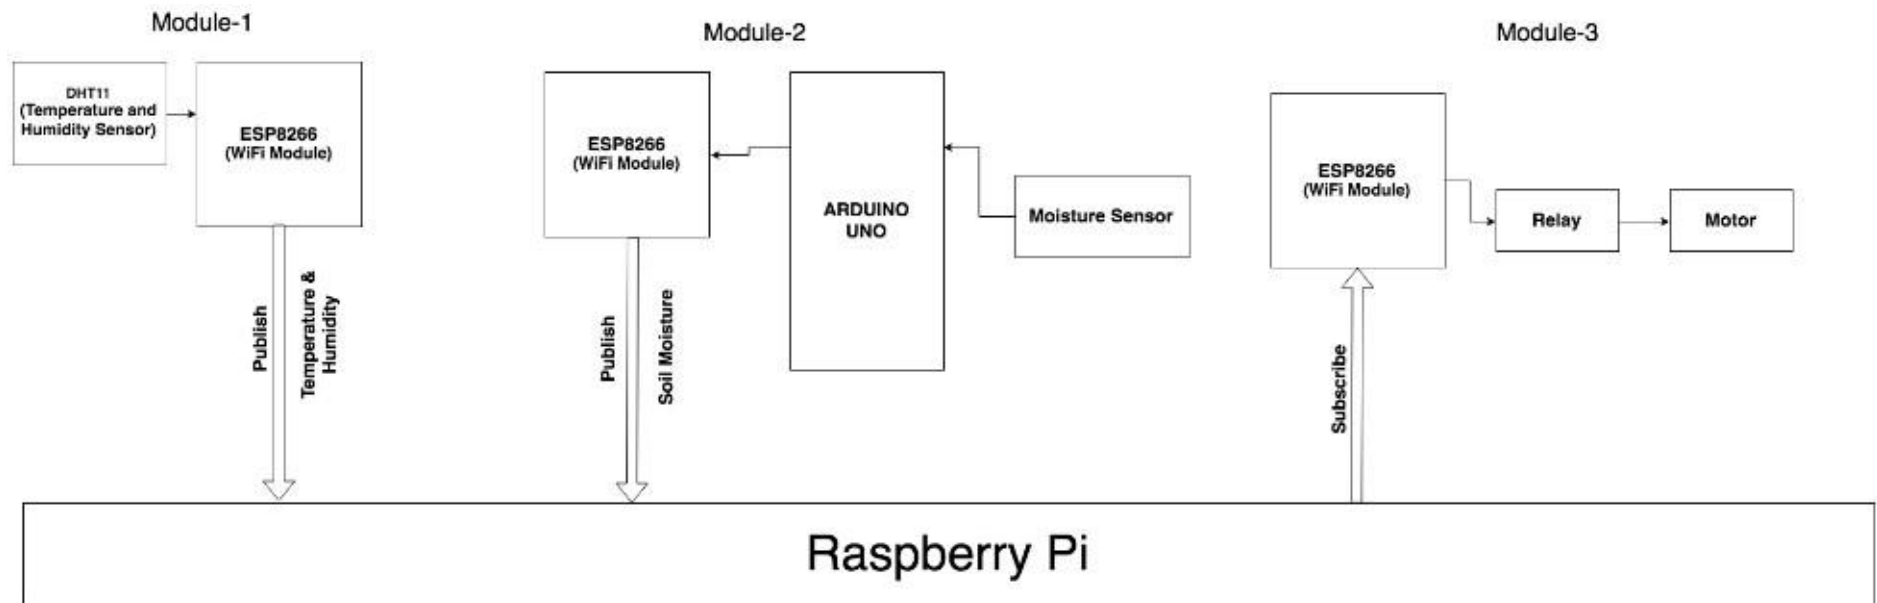 Module-1
DHT11
(Temperature and
Humidity Sensor)
ESP8266
(WiFi Module)
Publish
Temperature &
Humidity
Module-2
ESP8266
(WiFi Module)
ARDUINO
UNO
Moisture Sensor
Publish
Soil Moisture
Module-3
ESP8266
(WiFi Module)
Relay
Motor
Subscribe
Raspberry Pi